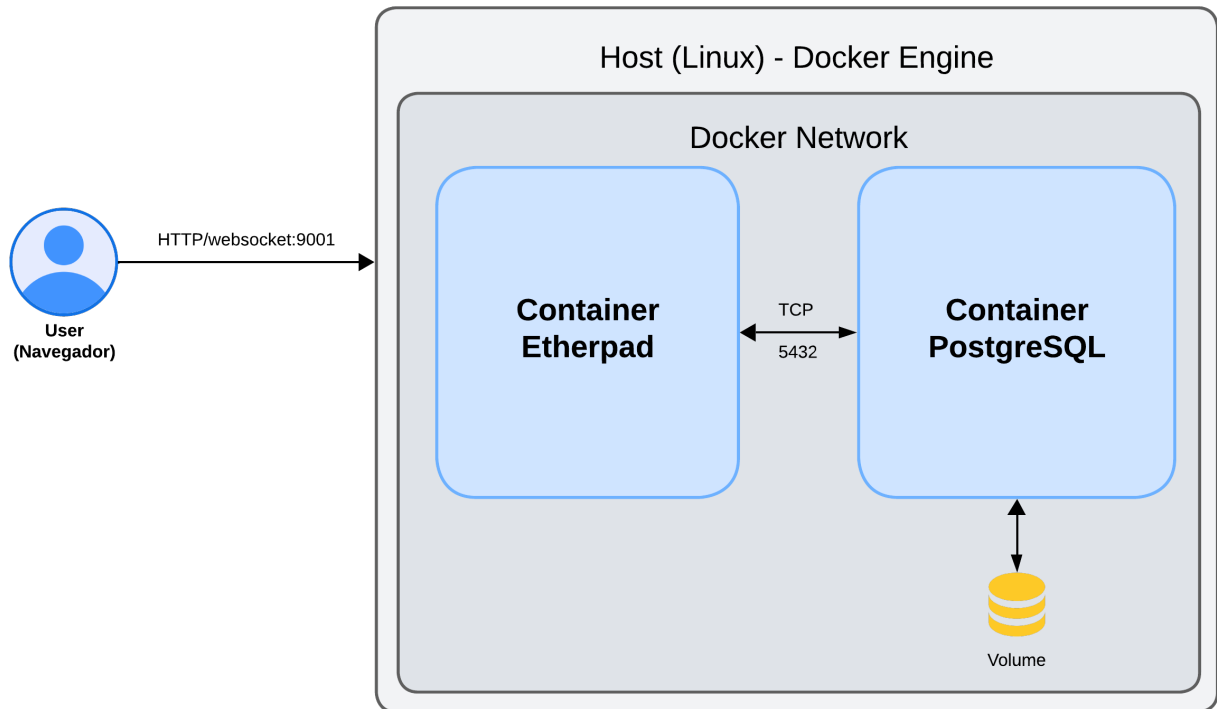 Host (Linux) - Docker Engine
Docker Network
HTTP/websocket:9001
User
(Navegador)
Container
Etherpad
TCP
5432
Container
PostgreSQL
Volume